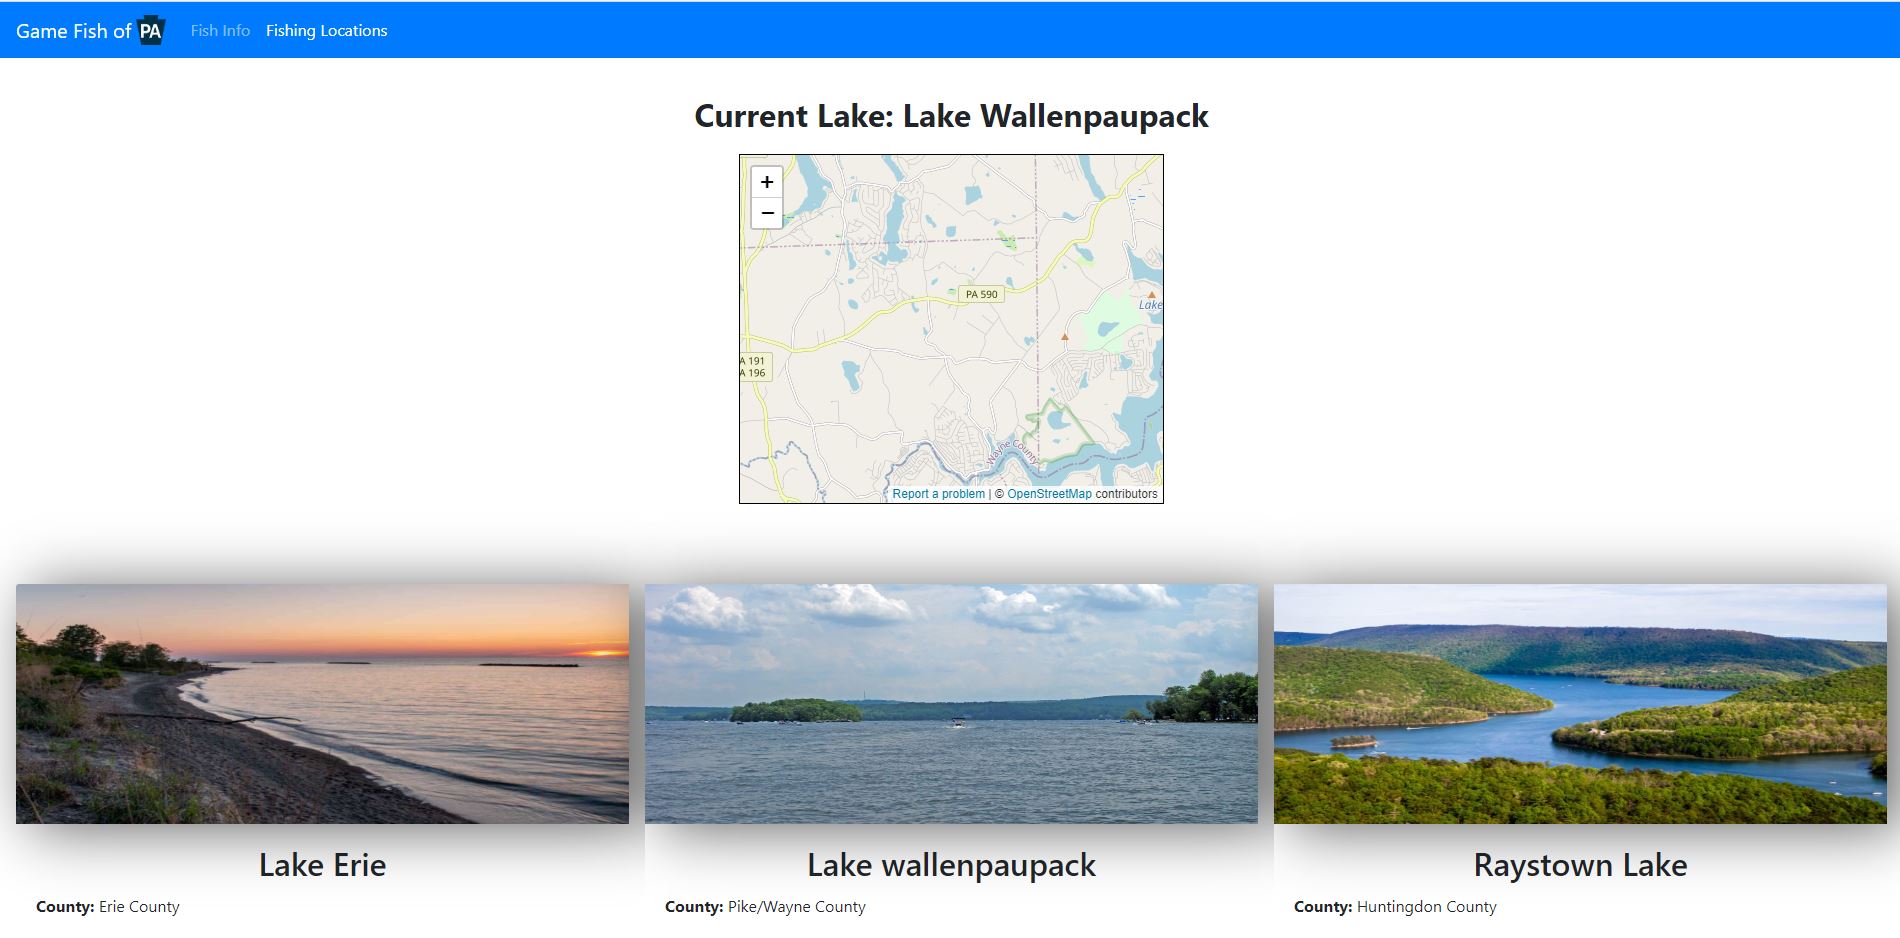 Game Fish of PA Fish Info Fishing Locations
Current Lake: Lake Wallenpaupack
+
−
PA 590
Lake
A 191
A 196
Wayne County
Report a problem | © OpenStreetMap contributors
Lake Erie
County: Erie County
Lake wallenpaupack
County: Pike/Wayne County
Raystown Lake
County: Huntingdon County